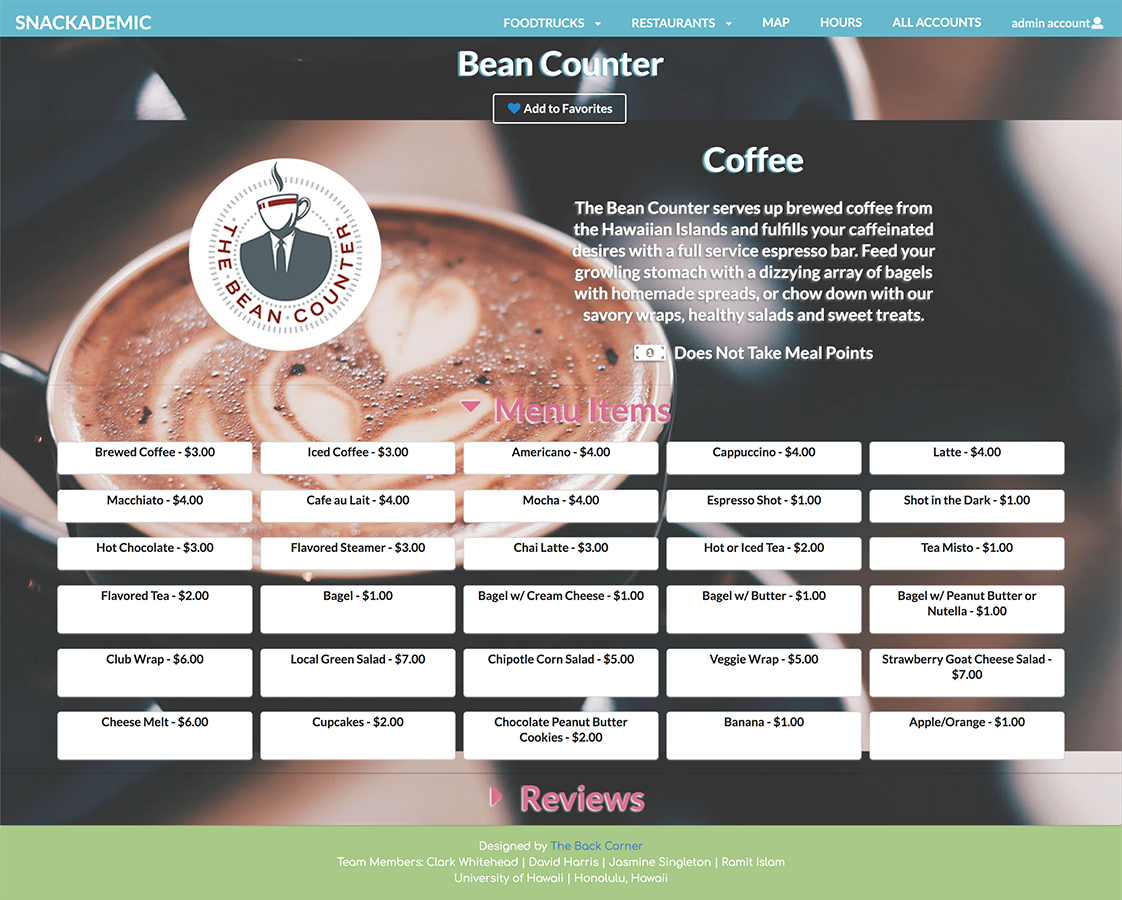 SNACKADEMIC
FOODTRUCKS
RESTAURANTS
MAP
HOURS
ALL ACCOUNTS
admin account
Bean Counter
Add to Favorites
THE BEAN COUNTER
Coffee
The Bean Counter serves up brewed coffee from
the Hawaiian Islands and fulfills your caffeinated
desires with a full service espresso bar. Feed your
growling stomach with a dizzying array of bagels
with homemade spreads, or chow down with our
savory wraps, healthy salads and sweet treats.
Does Not Take Meal Points
Menu Items
Brewed Coffee - $3.00
Iced Coffee - $3.00
Americano - $4.00
Cappuccino - $4.00
Latte - $4.00
Macchiato - $4.00
Cafe au Lait - $4.00
Mocha - $4.00
Espresso Shot - $1.00
Shot in the Dark - $1.00
Hot Chocolate - $3.00
Flavored Steamer - $3.00
Chai Latte - $3.00
Hot or Iced Tea - $2.00
Tea Misto - $1.00
Flavored Tea - $2.00
Bagel - $1.00
Bagel w/ Cream Cheese - $1.00
Bagel w/ Butter - $1.00
Bagel w/ Peanut Butter or
Nutella - $1.00
Club Wrap - $6.00
Local Green Salad - $7.00
Chipotle Corn Salad - $5.00
Veggie Wrap - $5.00
Strawberry Goat Cheese Salad -
$7.00
Cheese Melt - $6.00
Cupcakes - $2.00
Chocolate Peanut Butter
Cookies - $2.00
Banana - $1.00
Apple/Orange - $1.00
Reviews
Designed by The Back Corner
Team Members: Clark Whitehead | David Harris | Jasmine Singleton | Ramit Islam
University of Hawaii | Honolulu, Hawaii